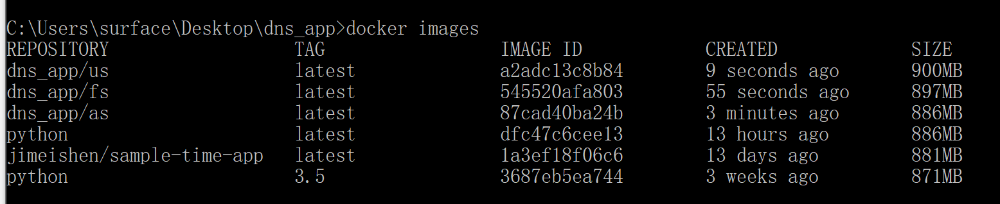 C:\Users\surface\Desktop\dns_app>docker images
REPOSITORY TAG IMAGE ID CREATED SIZE
dns_app/us latest a2adc13c8b84 9 seconds ago 900MB
dns_app/fs latest 545520afa803 55 seconds ago 897MB
dns_app/as latest 87cad40ba24b 3 minutes ago 886MB
python latest dfc47c6cee13 13 hours ago 886MB
jimeishen/sample-time-app latest 1a3ef18f06c6 13 days ago 881MB
python 3.5 3687eb5ea744 3 weeks ago 871MB